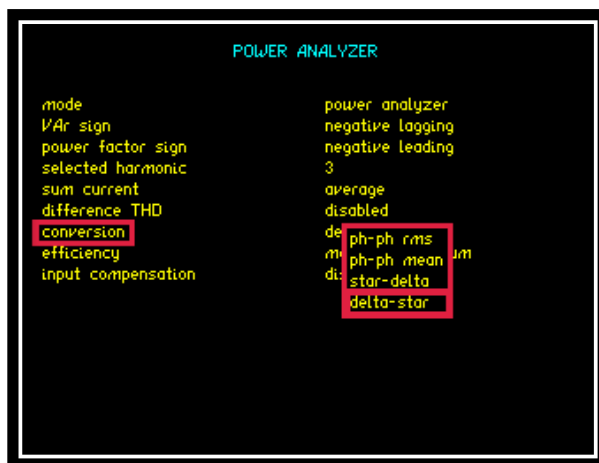 POWER ANALYZER
mode power analyzer
VAr sign negative lagging
power factor sign negative leading
selected harmonic 3
sum current average
difference THD disabled
conversion
ph-ph rms
efficiency
ph-ph mean
input compensation
star-delta
delta-star